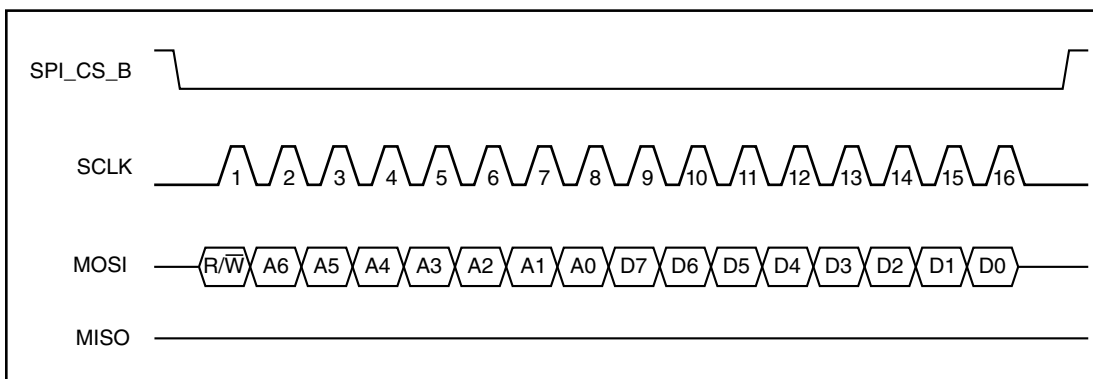 SPI_CS_B
SCLK
1 2 3 4 5 6 7 8 9 10 11 12 13 14 15 16
MOSI
R/W̅ A6 A5 A4 A3 A2 A1 A0 D7 D6 D5 D4 D3 D2 D1 D0
MISO